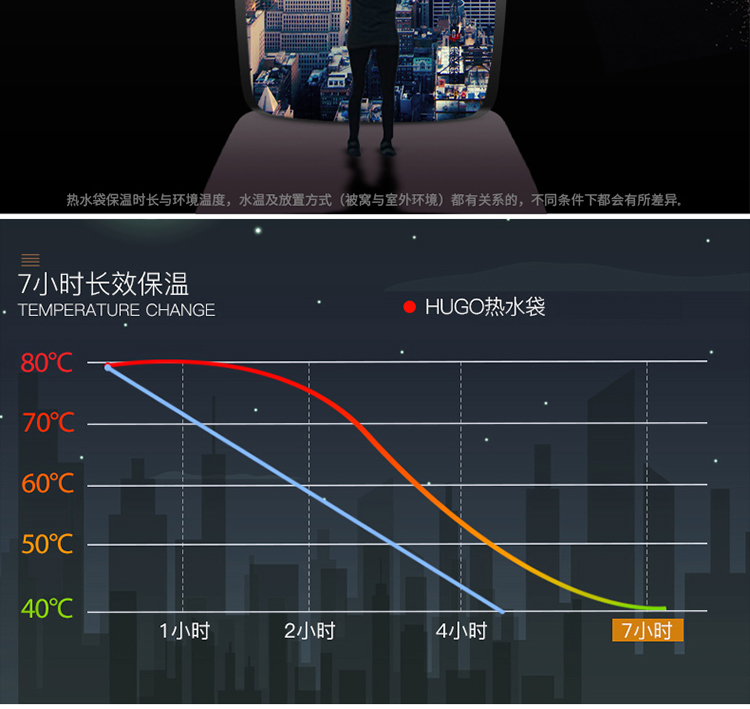 热水袋保温时长与环境温度，水温及放置方式（被窝与室外环境）都有关系的，不同条件下都会有所差异.
7小时长效保温
TEMPERATURE CHANGE
HUGO热水袋
80℃
70℃
60℃
50℃
40℃
1小时
2小时
4小时
7小时